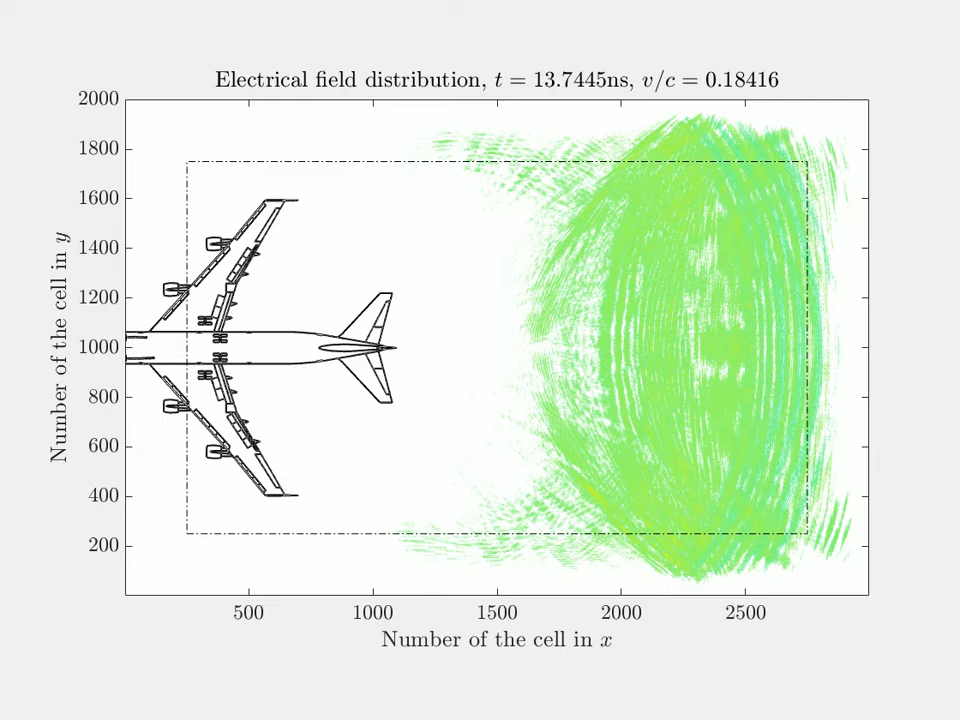 Electrical field distribution, t = 13.7445ns, v/c = 0.18416
2000
1800
1600
1400
1200
1000
800
600
400
200
Number of the cell in y
500 1000 1500 2000 2500
Number of the cell in x